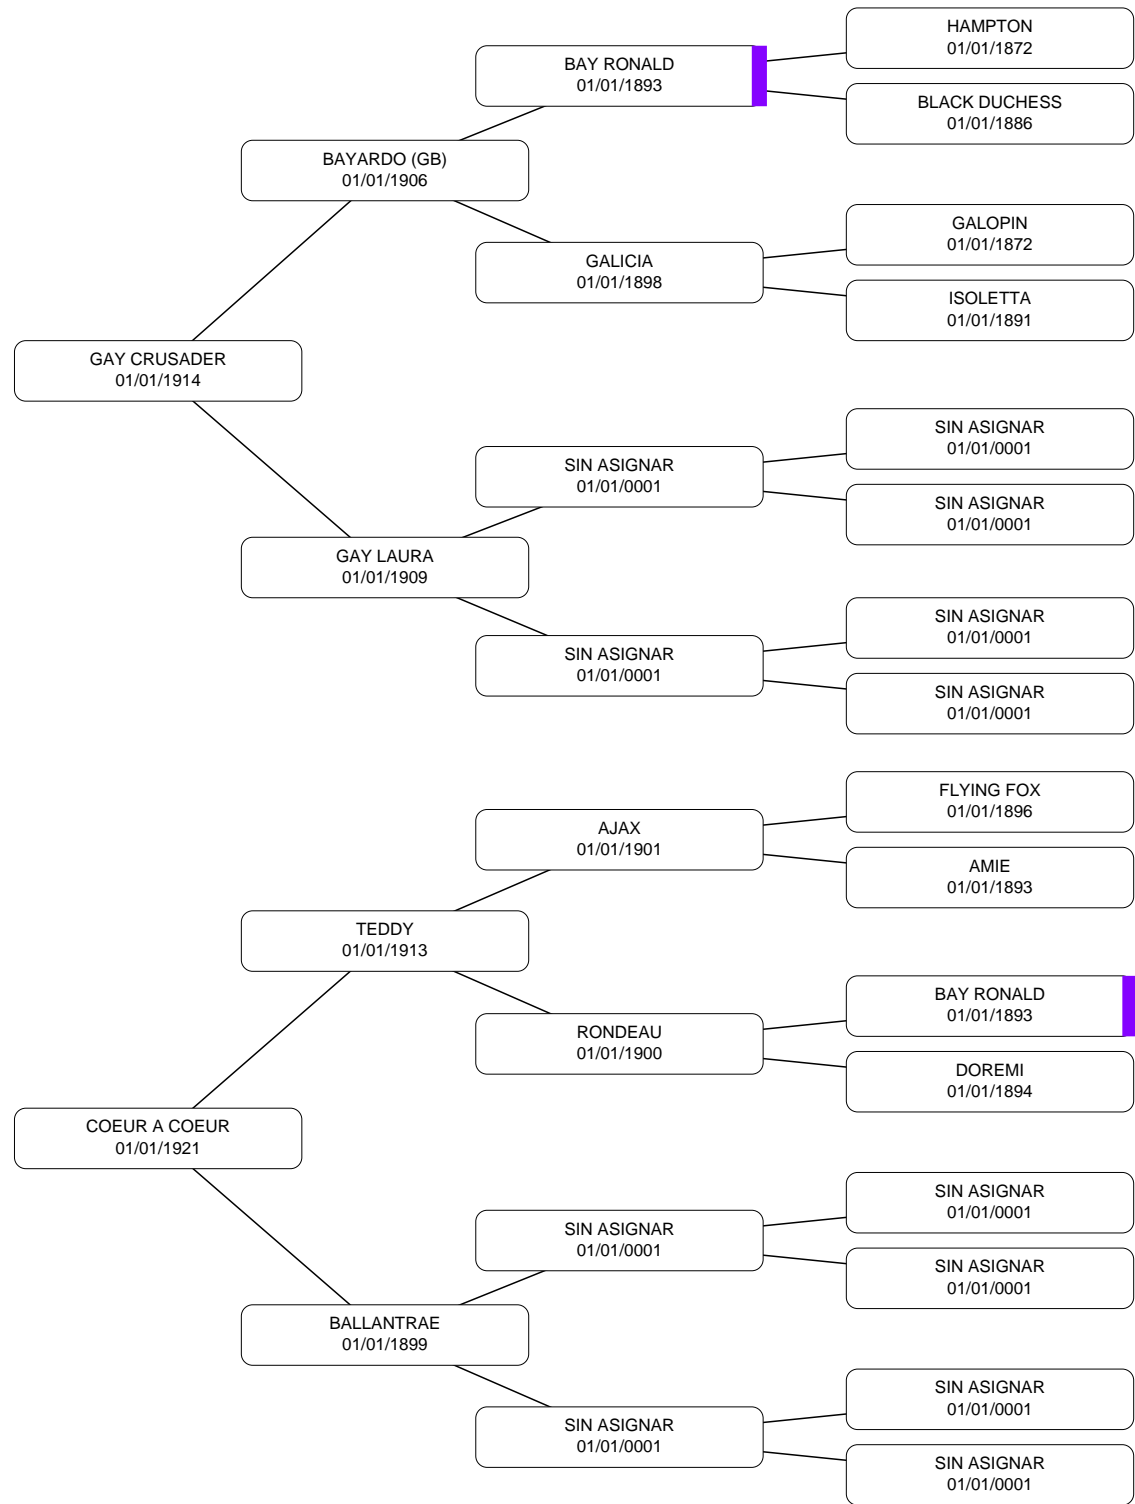 HAMPTON
01/01/1872
BAY RONALD
01/01/1893
BLACK DUCHESS
01/01/1886
BAYARDO (GB)
01/01/1906
GALOPIN
01/01/1872
GALICIA
01/01/1898
ISOLETTA
01/01/1891
GAY CRUSADER
01/01/1914
SIN ASIGNAR
01/01/0001
SIN ASIGNAR
01/01/0001
SIN ASIGNAR
01/01/0001
GAY LAURA
01/01/1909
SIN ASIGNAR
01/01/0001
SIN ASIGNAR
01/01/0001
SIN ASIGNAR
01/01/0001
FLYING FOX
01/01/1896
AJAX
01/01/1901
AMIE
01/01/1893
TEDDY
01/01/1913
BAY RONALD
01/01/1893
RONDEAU
01/01/1900
DOREMI
01/01/1894
COEUR A COEUR
01/01/1921
SIN ASIGNAR
01/01/0001
SIN ASIGNAR
01/01/0001
SIN ASIGNAR
01/01/0001
BALLANTRAE
01/01/1899
SIN ASIGNAR
01/01/0001
SIN ASIGNAR
01/01/0001
SIN ASIGNAR
01/01/0001